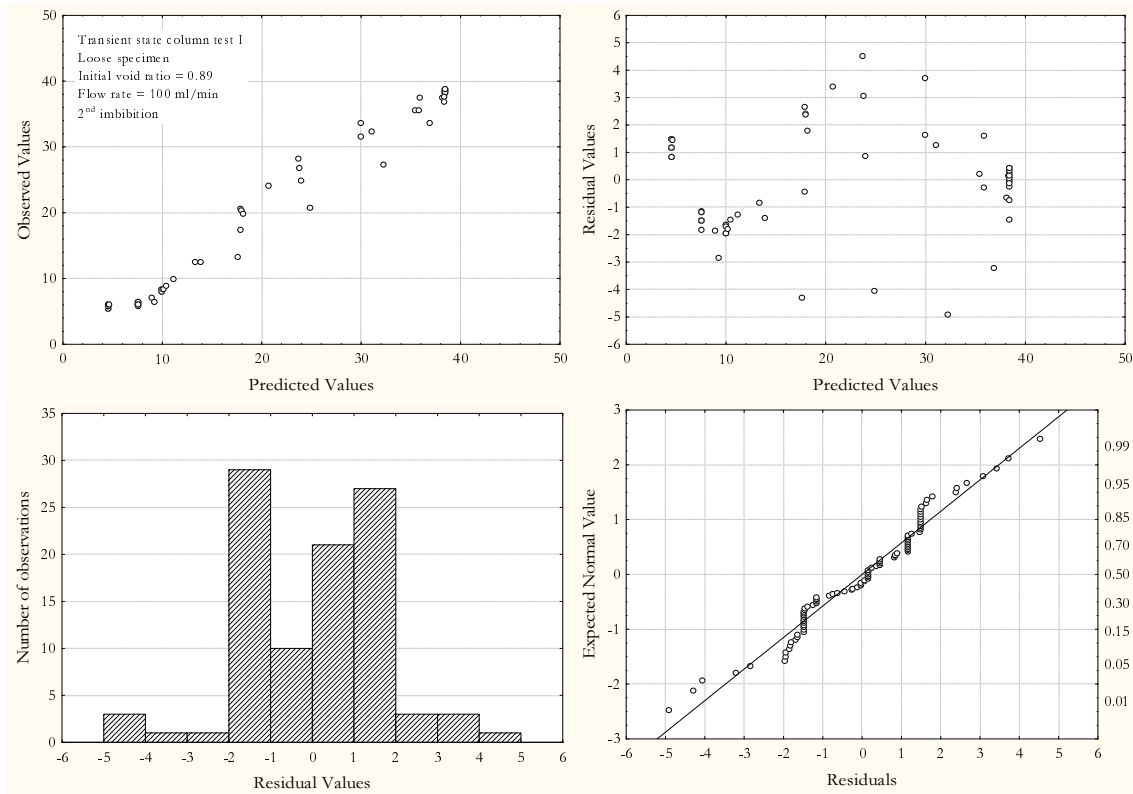 50
40
30
20
10
0
Observed Values
Transient state column test I
Loose specimen
Initial void ratio = 0.89
Flow rate = 100 ml/min
2nd imbibition
0 10 20 30 40 50
Predicted Values
6
5
4
3
2
1
0
-1
-2
-3
-4
-5
-6
Residual Values
0 10 20 30 40 50
Predicted Values
35
30
25
20
15
10
5
0
Number of observations
-6 -5 -4 -3 -2 -1 0 1 2 3 4 5 6
Residual Values
3
2
1
0
-1
-2
-3
Expected Normal Value
0.99
0.95
0.85
0.70
0.50
0.30
0.15
0.05
0.01
-6 -5 -4 -3 -2 -1 0 1 2 3 4 5 6
Residuals